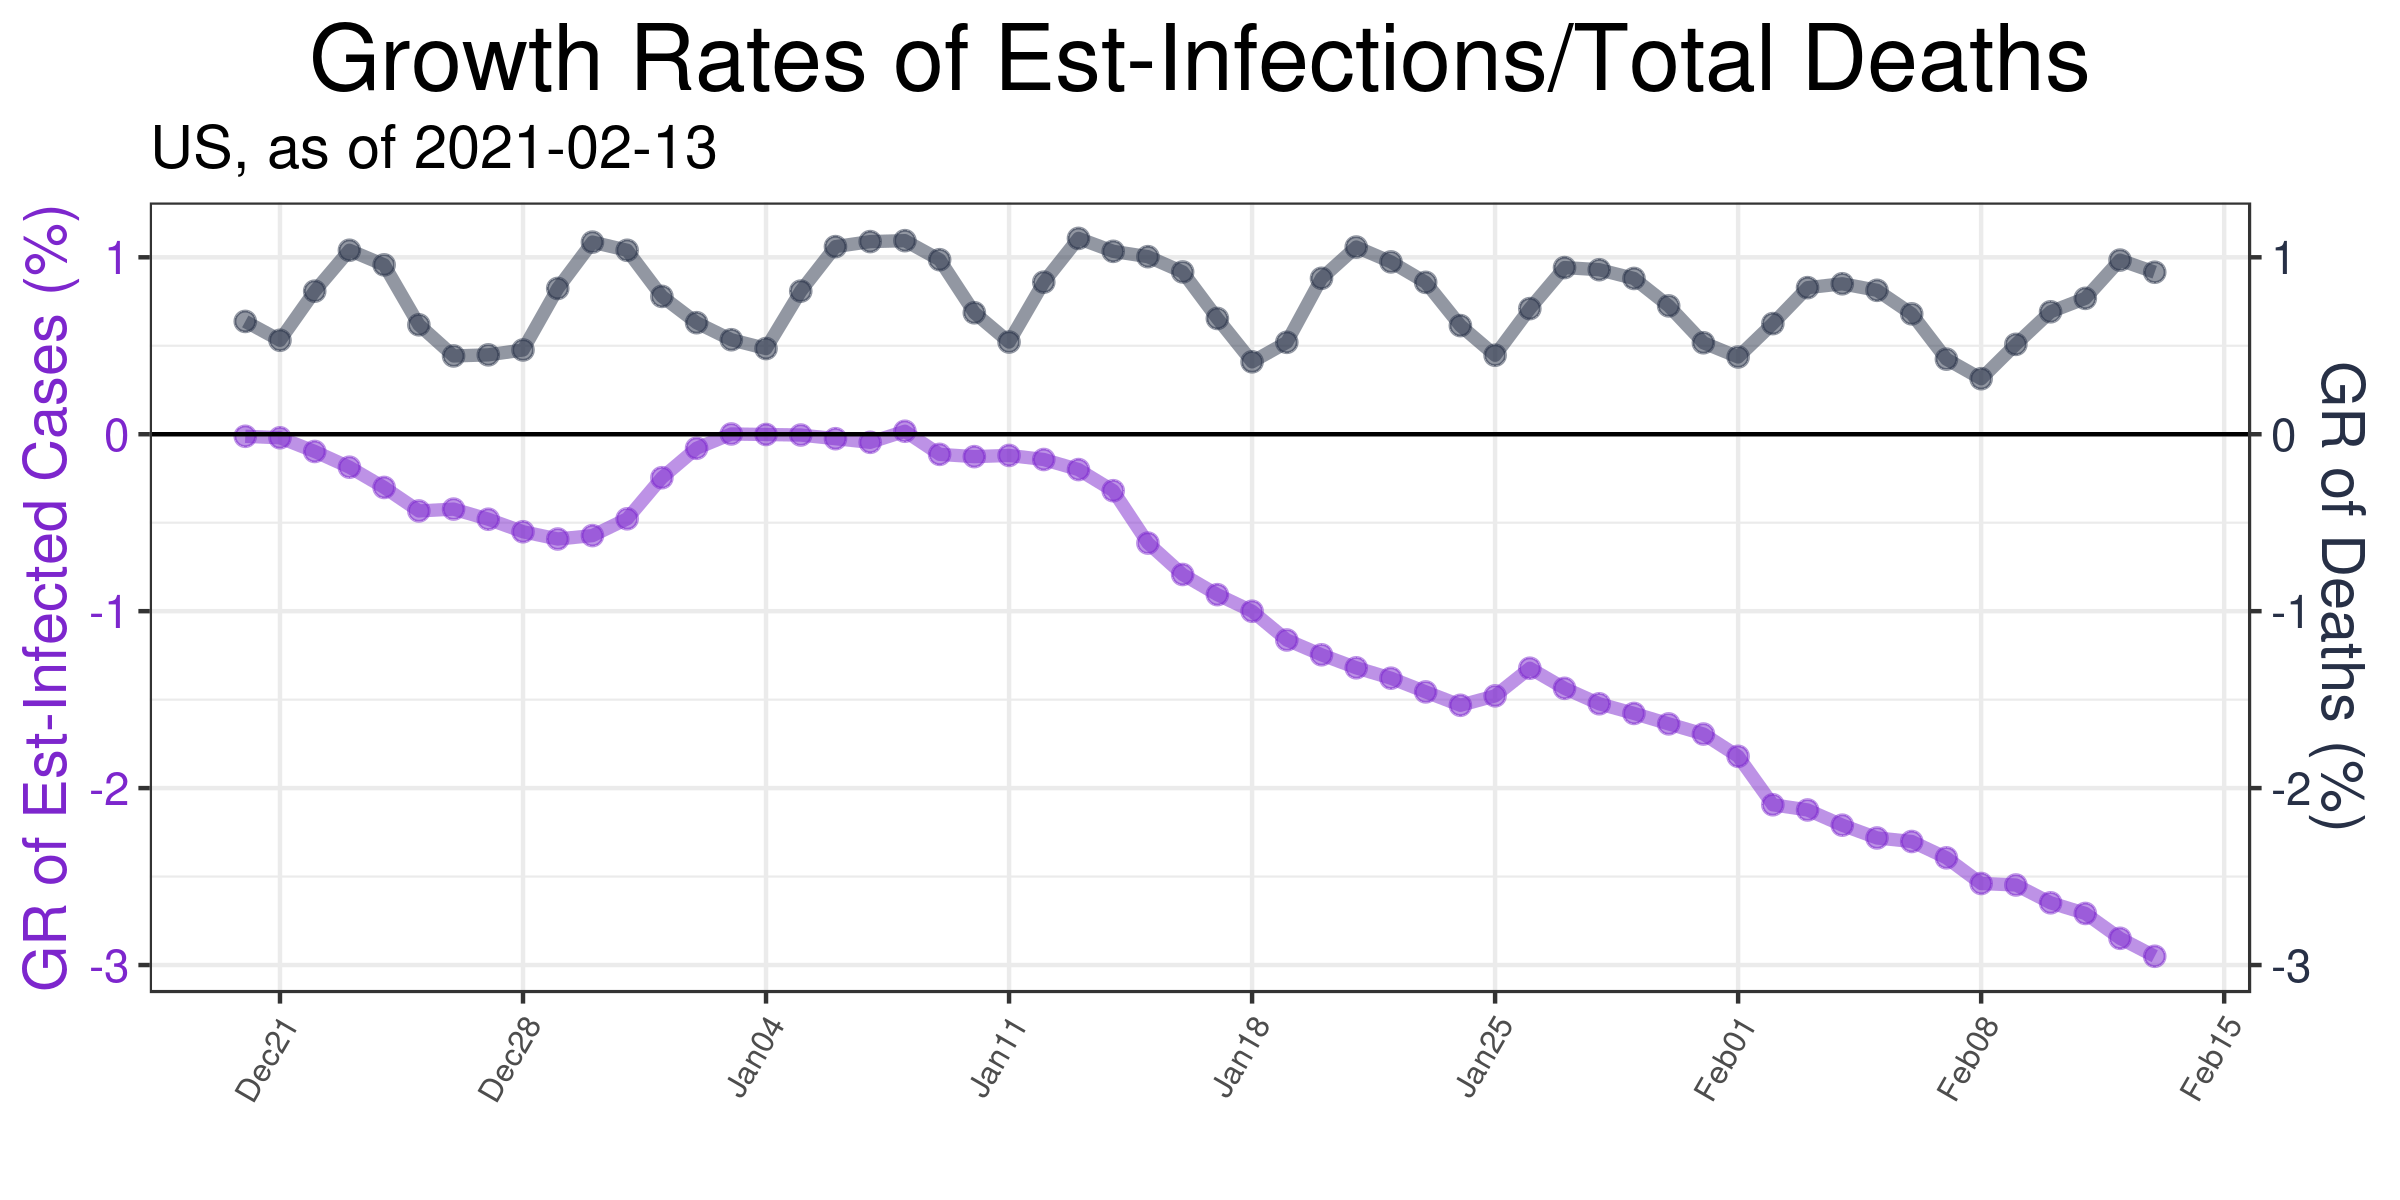 Growth Rates of Est-Infections/Total Deaths
US, as of 2021-02-13
GR of Est-Infected Cases (%)
1
0
-1
-2
-3
1
0
-1
-2
-3
GR of Deaths (%)
Dec21
Dec28
Jan04
Jan11
Jan18
Jan25
Feb01
Feb08
Feb15